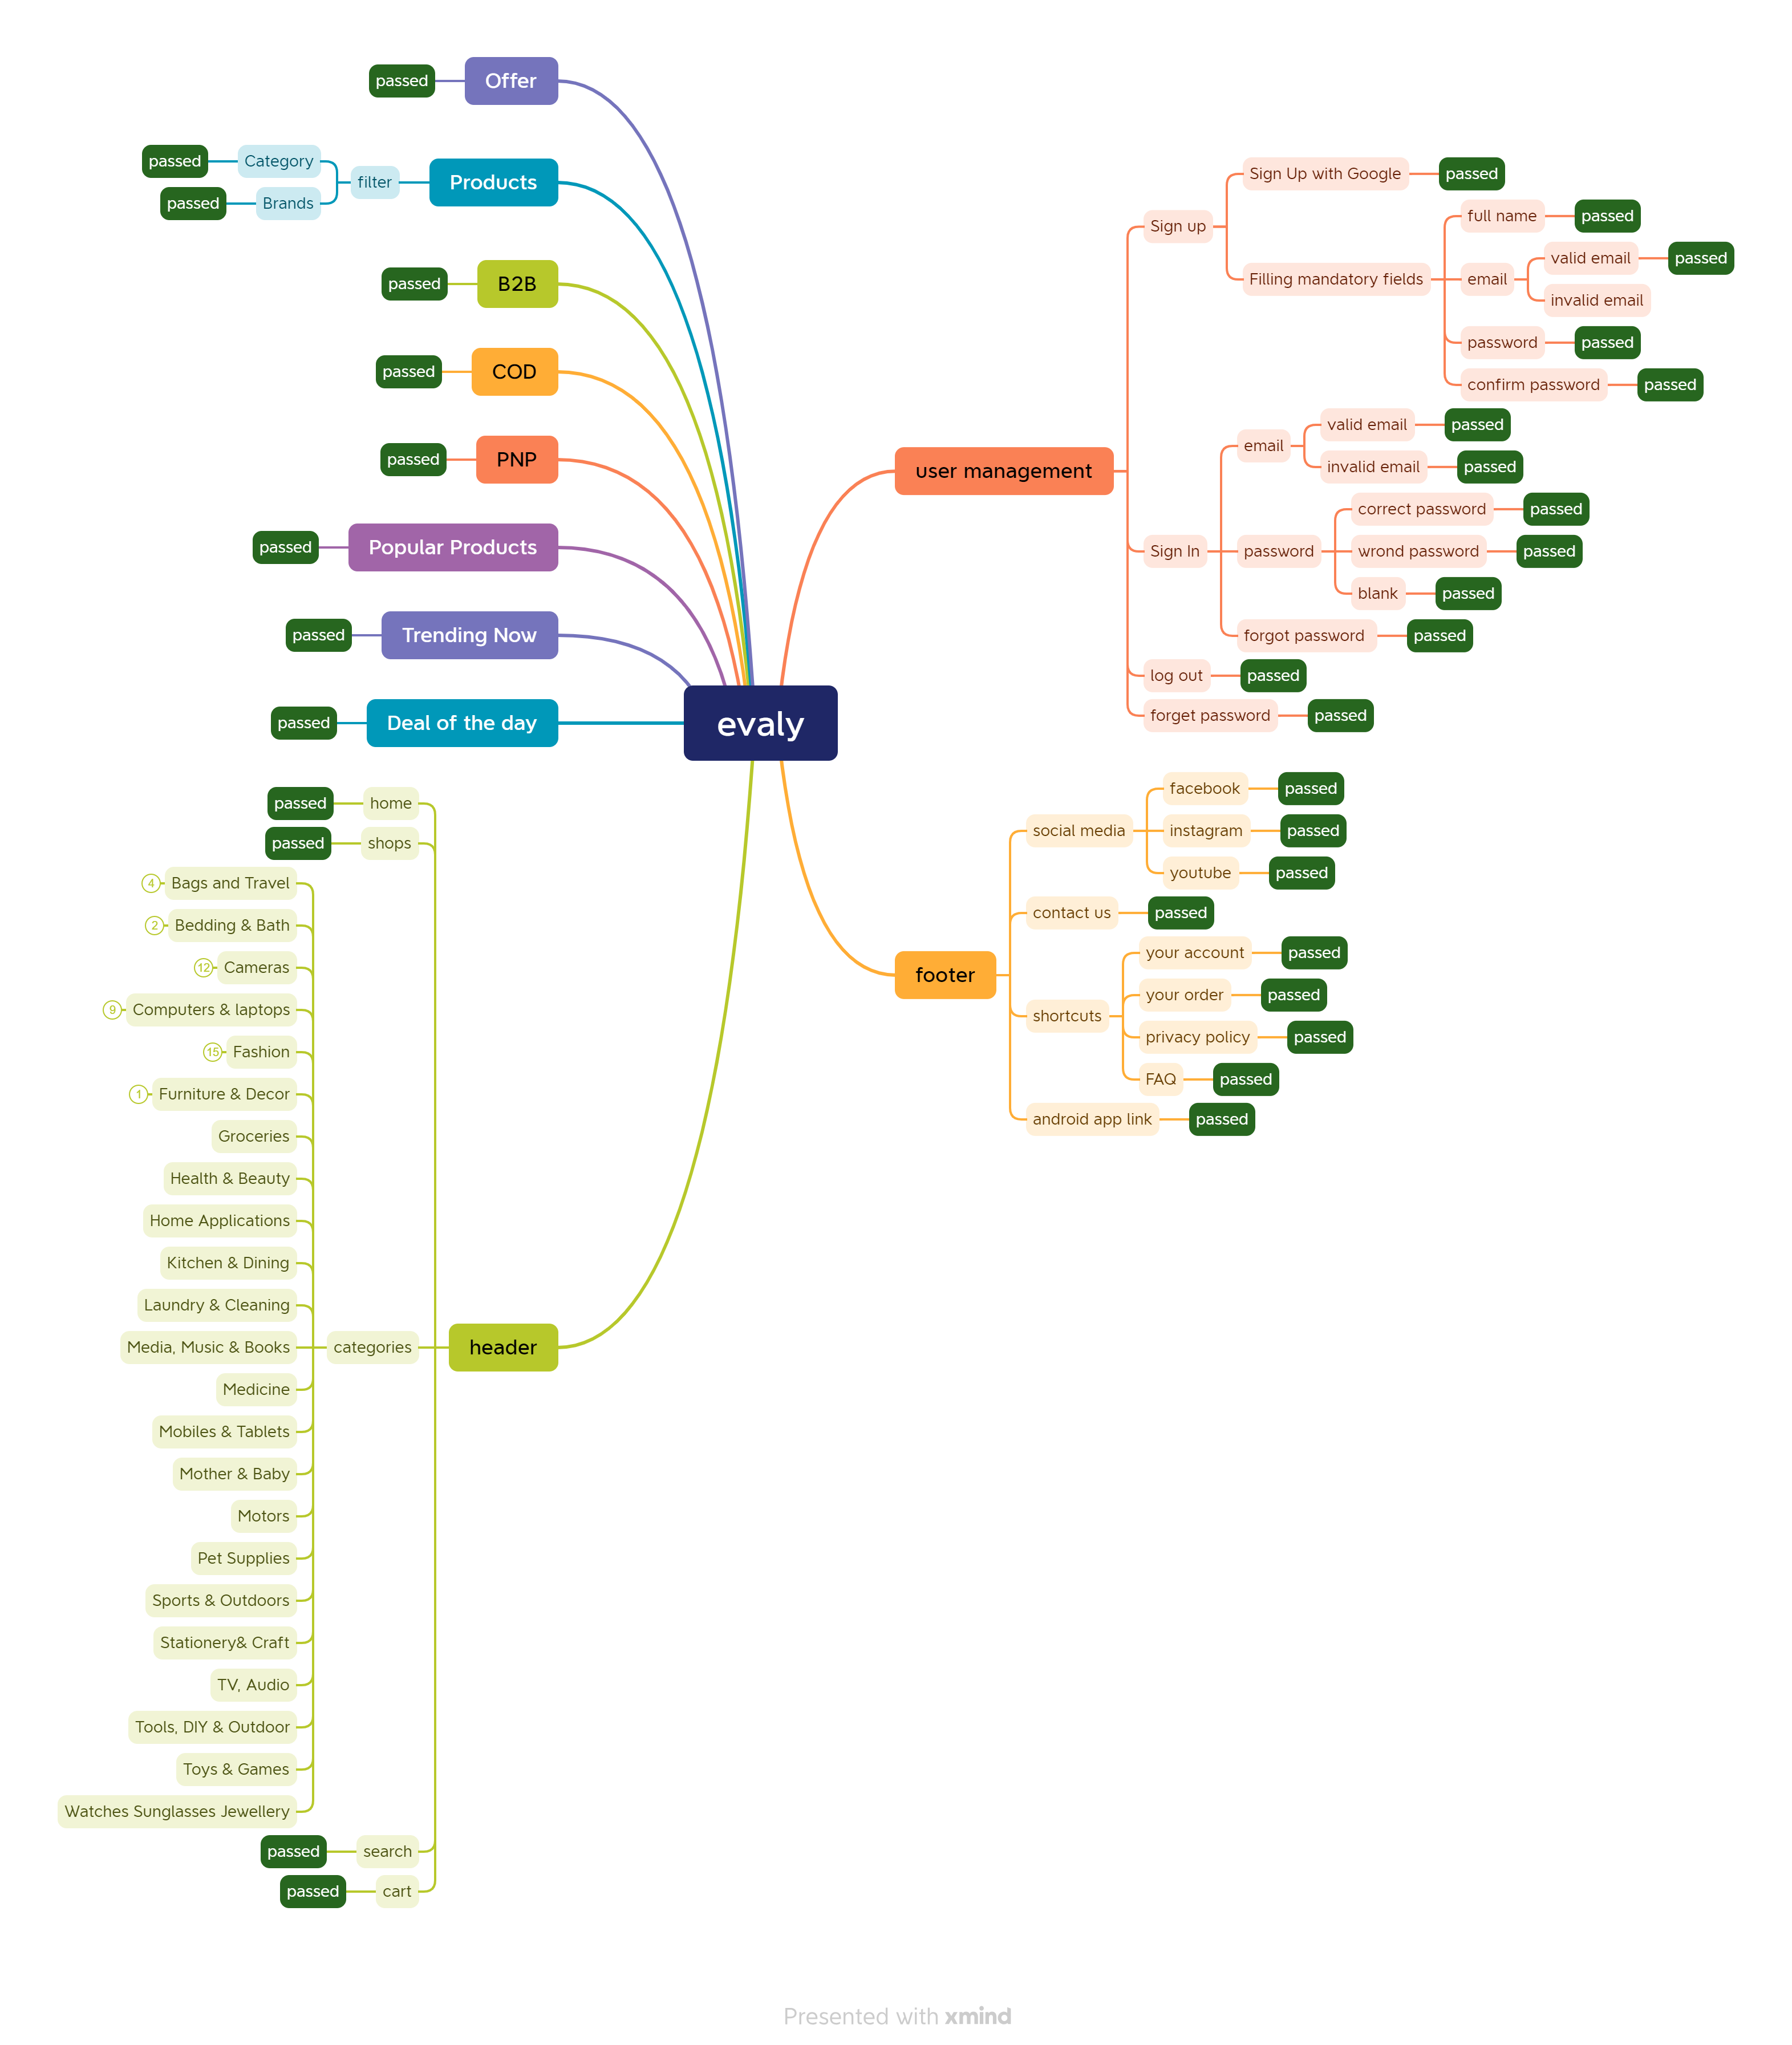 evaly
user management
Sign up
Sign Up with Google
passed
Filling mandatory fields
full name
passed
email
valid email
passed
invalid email
password
passed
confirm password
passed
Sign In
email
valid email
passed
invalid email
passed
password
correct password
passed
wrond password
passed
blank
passed
forgot password
passed
log out
passed
forget password
passed
footer
social media
facebook
passed
instagram
passed
youtube
passed
contact us
passed
shortcuts
your account
passed
your order
passed
privacy policy
passed
FAQ
passed
android app link
passed
Offer
passed
Products
filter
Category
passed
Brands
passed
B2B
passed
COD
passed
PNP
passed
Popular Products
passed
Trending Now
passed
Deal of the day
passed
header
home
passed
shops
passed
categories
Bags and Travel
4
Bedding & Bath
2
Cameras
12
Computers & laptops
9
Fashion
15
Furniture & Decor
1
Groceries
Health & Beauty
Home Applications
Kitchen & Dining
Laundry & Cleaning
Media, Music & Books
Medicine
Mobiles & Tablets
Mother & Baby
Motors
Pet Supplies
Sports & Outdoors
Stationery& Craft
TV, Audio
Tools, DIY & Outdoor
Toys & Games
Watches Sunglasses Jewellery
search
passed
cart
passed
Presented with xmind